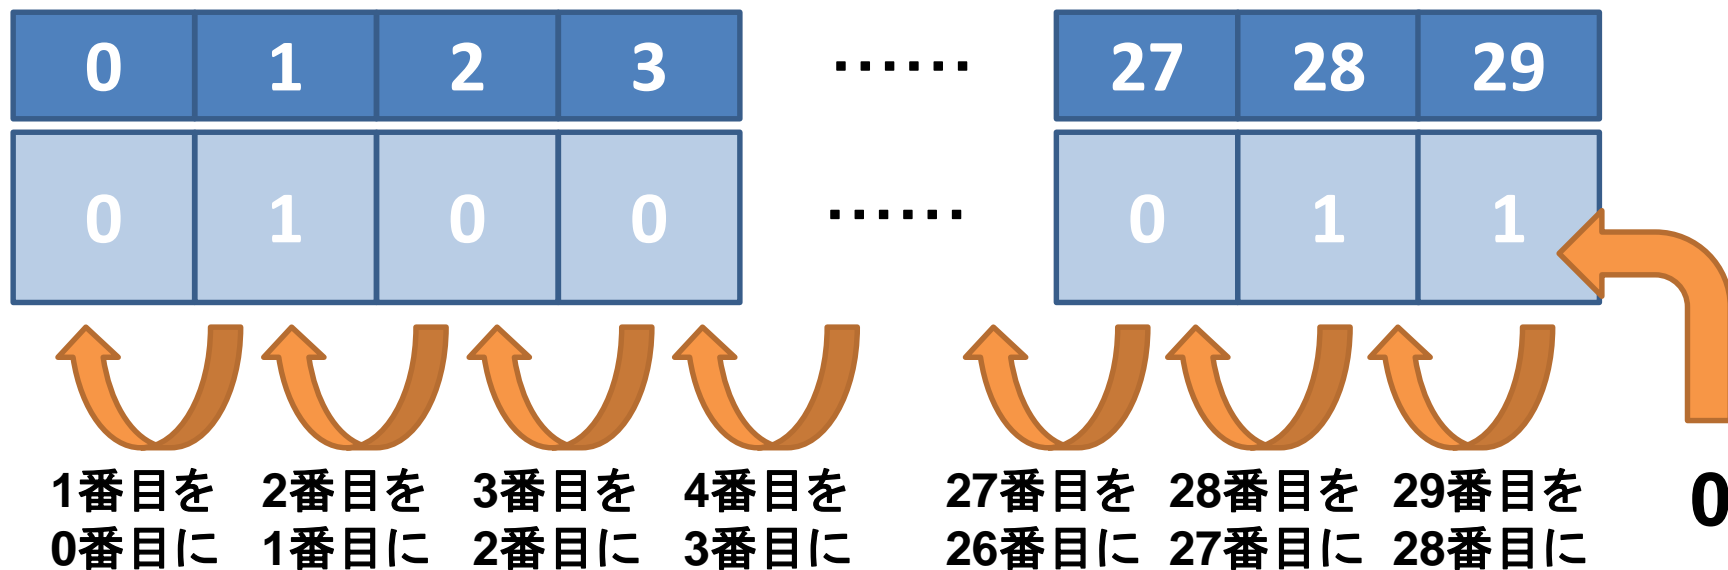 0 1 2 3 ・・・・・・ 27 28 29
0 1 0 0 ・・・・・・ 0 1 1
1番目を 2番目を 3番目を 4番目を 27番目を 28番目を 29番目を 0
0番目に 1番目に 2番目に 3番目に 26番目に 27番目に 28番目に